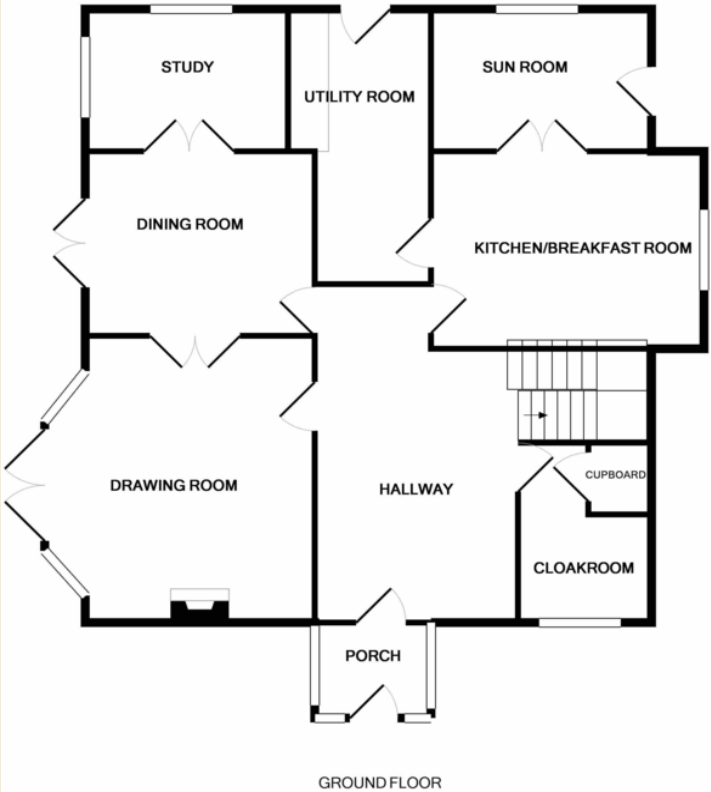 STUDY
UTILITY ROOM
SUN ROOM
DINING ROOM
KITCHEN/BREAKFAST ROOM
DRAWING ROOM
HALLWAY
CUPBOARD
CLOAKROOM
PORCH
GROUND FLOOR